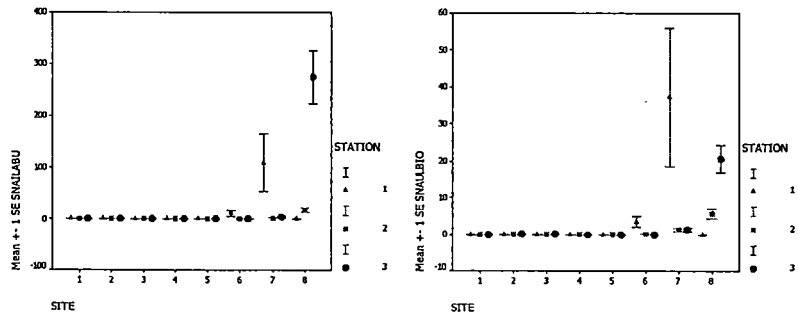 400
300
200
100
0
-100
Mean +- 1 SE SNAILABU
1 2 3 4 5 6 7 8
SITE
STATION
1
2
3
60
50
40
30
20
10
0
-10
Mean +- 1 SE SNAILBIO
1 2 3 4 5 6 7 8
SITE
STATION
1
2
3